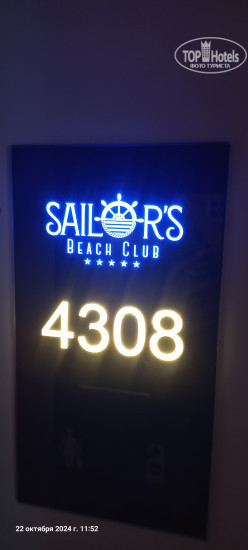 TOP Hotels
ФОТО ТУРИСТА
SAILOR'S
BEACH CLUB
4308
22 октября 2024 г. 11:52